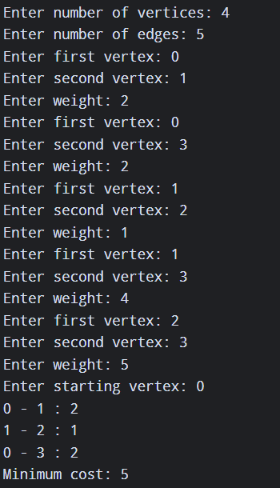 Enter number of vertices: 4
Enter number of edges: 5
Enter first vertex: 0
Enter second vertex: 1
Enter weight: 2
Enter first vertex: 0
Enter second vertex: 3
Enter weight: 2
Enter first vertex: 1
Enter second vertex: 2
Enter weight: 1
Enter first vertex: 1
Enter second vertex: 3
Enter weight: 4
Enter first vertex: 2
Enter second vertex: 3
Enter weight: 5
Enter starting vertex: 0
0 - 1 : 2
1 - 2 : 1
0 - 3 : 2
Minimum cost: 5